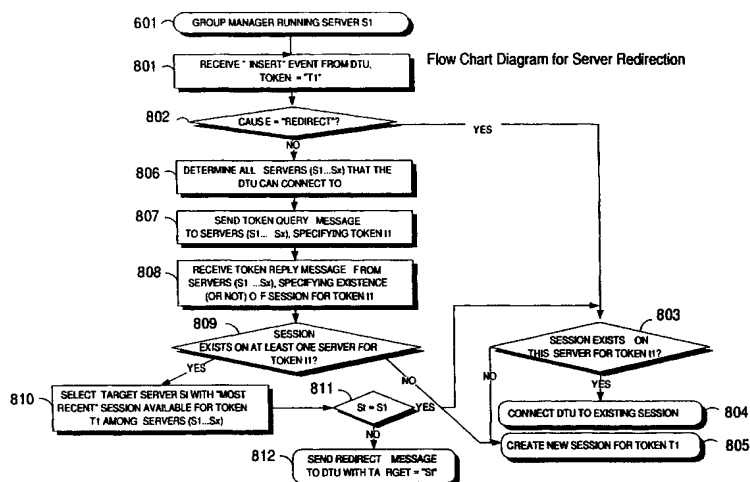 601
GROUP MANAGER RUNNING SERVER S1
Flow Chart Diagram for Server Redirection
801
RECEIVE " INSERT" EVENT FROM DTU,
TOKEN = "T1"
802
CAUSE = "REDIRECT"?
YES
NO
806
DETERMINE ALL SERVERS (S1...Sx) THAT THE
DTU CAN CONNECT TO
807
SEND TOKEN QUERY MESSAGE
TO SERVERS (S1... Sx), SPECIFYING TOKEN t1
808
RECEIVE TOKEN REPLY MESSAGE FROM
SERVERS (S1 ...Sx), SPECIFYING EXISTENCE
(OR NOT) O F SESSION FOR TOKEN t1
809
SESSION
EXISTS ON AT LEAST ONE SERVER FOR
TOKEN t1?
YES
NO
803
SESSION EXISTS ON
THIS SERVER FOR TOKEN t1?
NO
YES
810
SELECT TARGET SERVER St WITH "MOST
RECENT" SESSION AVAILABLE FOR TOKEN
T1 AMONG SERVERS (S1...Sx)
811
St = S1
YES
NO
CONNECT DTU TO EXISTING SESSION
804
CREATE NEW SESSION FOR TOKEN T1
805
812
SEND REDIRECT MESSAGE
TO DTU WITH TA RGET = "St"